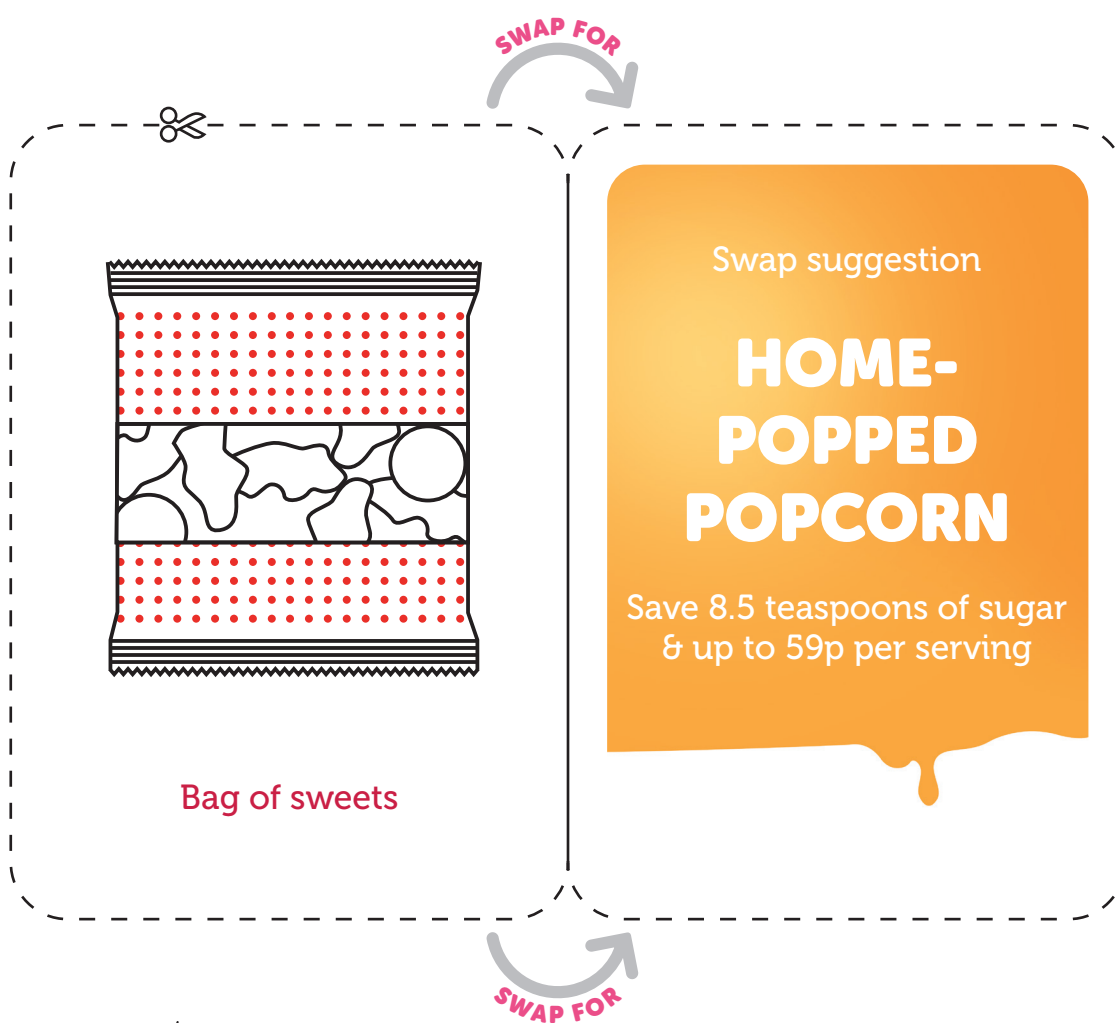 SWAP FOR
Bag of sweets
Swap suggestion
HOME-
POPPED
POPCORN
Save 8.5 teaspoons of sugar
& up to 59p per serving
SWAP FOR